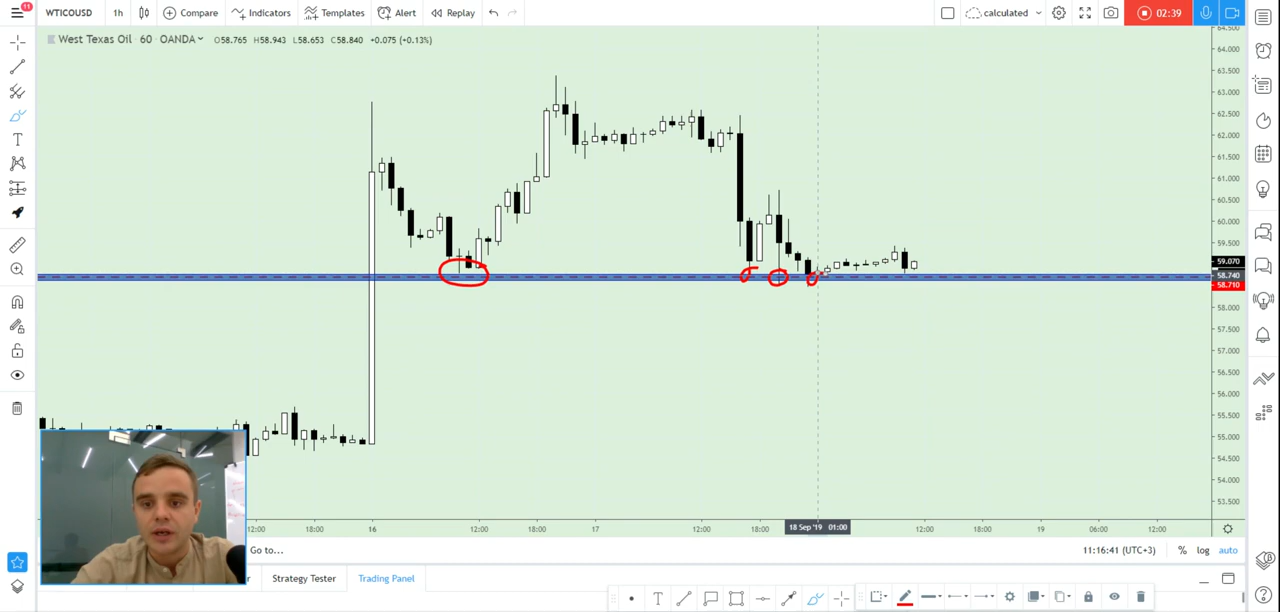 11
WTICOUSD
1h
Compare
Indicators
Templates
Alert
Replay
calculated
02:39
West Texas Oil · 60 · OANDA
O58.765 H58.943 L58.653 C58.840 +0.075 (+0.13%)
64.500
64.000
63.500
63.000
62.500
62.000
61.500
61.000
60.500
60.000
59.500
59.070
58.740
58.710
58.000
57.500
57.000
56.500
56.000
55.500
55.000
54.500
54.000
53.500
12:00
18:00
16
12:00
18:00
17
12:00
18:00
18 Sep '19 01:00
12:00
18:00
19
06:00
12:00
Go to...
11:16:41 (UTC+3)
%
log
auto
Strategy Tester
Trading Panel